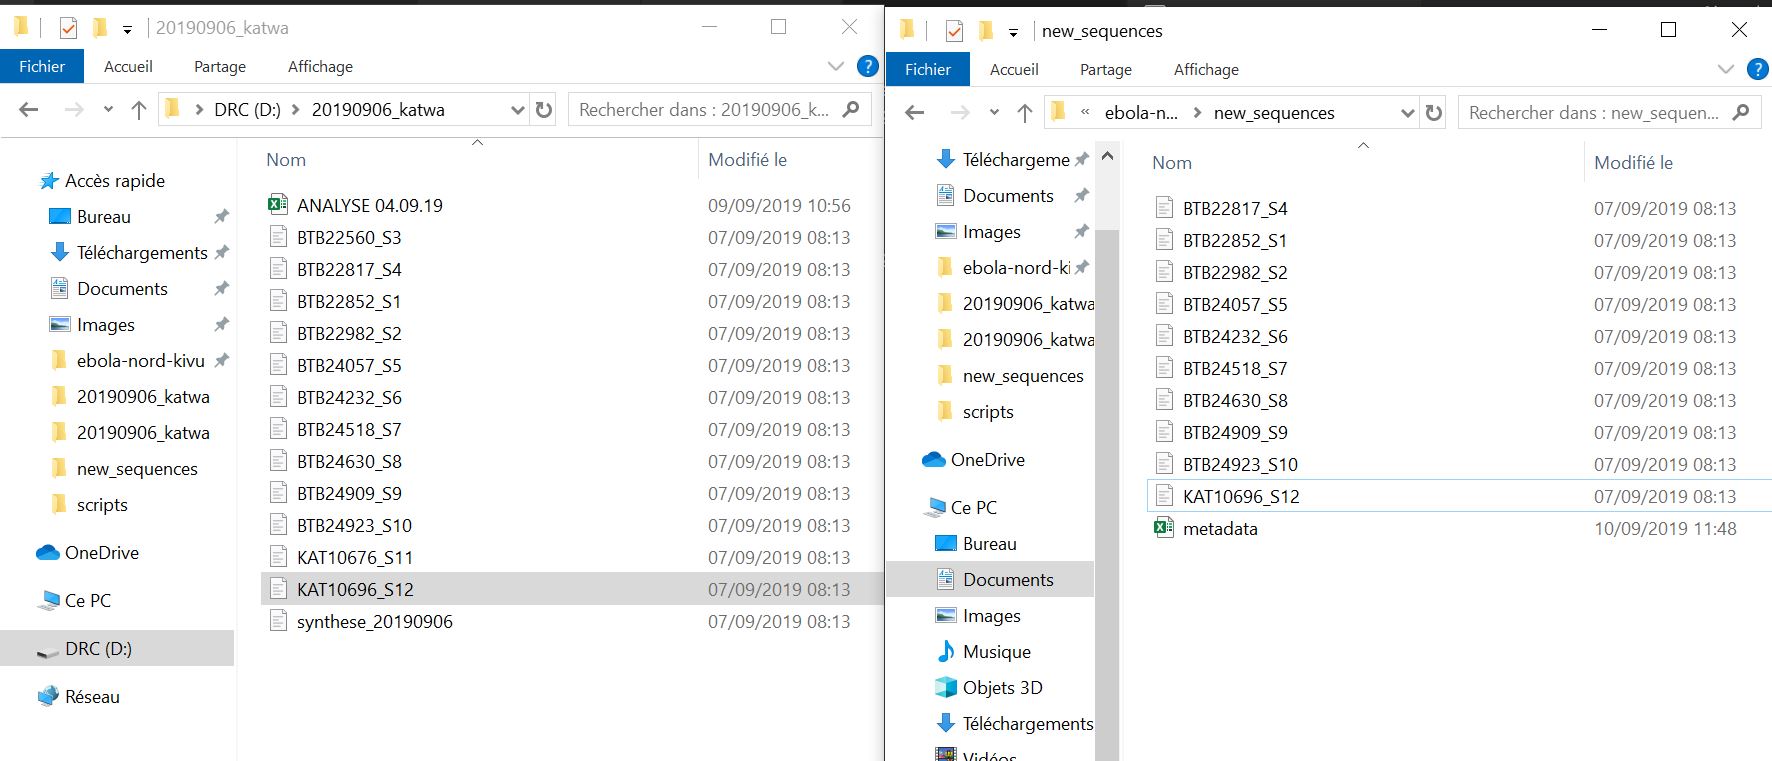 20190906_katwa
Fichier
Accueil
Partage
Affichage
DRC (D:)
20190906_katwa
Rechercher dans : 20190906_k...
Nom
Modifié le
Accès rapide
Bureau
Téléchargements
Documents
Images
ebola-nord-kivu
20190906_katwa
20190906_katwa
new_sequences
scripts
OneDrive
Ce PC
DRC (D:)
Réseau
ANALYSE 04.09.19 09/09/2019 10:56
BTB22560_S3 07/09/2019 08:13
BTB22817_S4 07/09/2019 08:13
BTB22852_S1 07/09/2019 08:13
BTB22982_S2 07/09/2019 08:13
BTB24057_S5 07/09/2019 08:13
BTB24232_S6 07/09/2019 08:13
BTB24518_S7 07/09/2019 08:13
BTB24630_S8 07/09/2019 08:13
BTB24909_S9 07/09/2019 08:13
BTB24923_S10 07/09/2019 08:13
KAT10676_S11 07/09/2019 08:13
KAT10696_S12 07/09/2019 08:13
synthese_20190906 07/09/2019 08:13
new_sequences
Fichier
Accueil
Partage
Affichage
« ebola-n...
new_sequences
Rechercher dans : new_sequen...
Nom
Modifié le
Téléchargeme
Documents
Images
ebola-nord-ki
20190906_katwa
20190906_katwa
new_sequences
scripts
OneDrive
Ce PC
Bureau
Documents
Images
Musique
Objets 3D
Téléchargements
Vidéos
BTB22817_S4 07/09/2019 08:13
BTB22852_S1 07/09/2019 08:13
BTB22982_S2 07/09/2019 08:13
BTB24057_S5 07/09/2019 08:13
BTB24232_S6 07/09/2019 08:13
BTB24518_S7 07/09/2019 08:13
BTB24630_S8 07/09/2019 08:13
BTB24909_S9 07/09/2019 08:13
BTB24923_S10 07/09/2019 08:13
KAT10696_S12 07/09/2019 08:13
metadata 10/09/2019 11:48